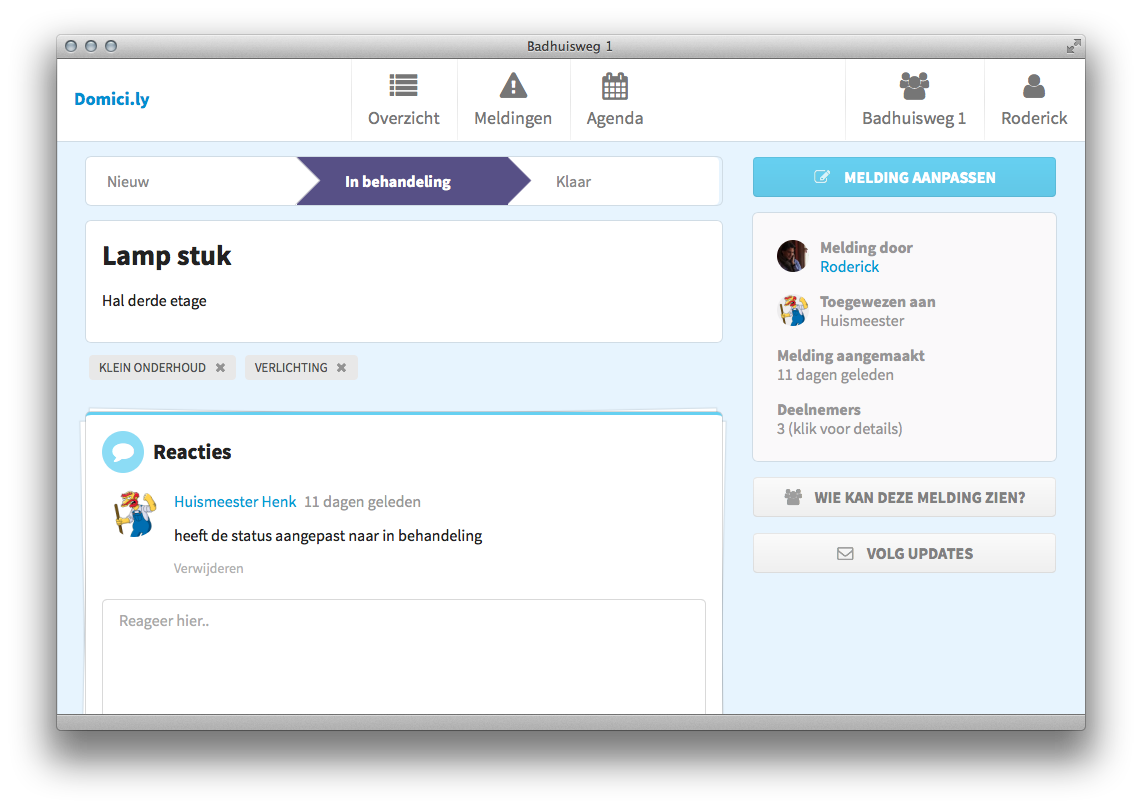 Badhuisweg 1
Domici.ly
Overzicht
Meldingen
Agenda
Badhuisweg 1
Roderick
Nieuw
In behandeling
Klaar
Lamp stuk
Hal derde etage
KLEIN ONDERHOUD
VERLICHTING
Reacties
Huismeester Henk 11 dagen geleden
heeft de status aangepast naar in behandeling
Verwijderen
Reageer hier..
MELDING AANPASSEN
Melding door
Roderick
Toegewezen aan
Huismeester
Melding aangemaakt
11 dagen geleden
Deelnemers
3 (klik voor details)
WIE KAN DEZE MELDING ZIEN?
VOLG UPDATES